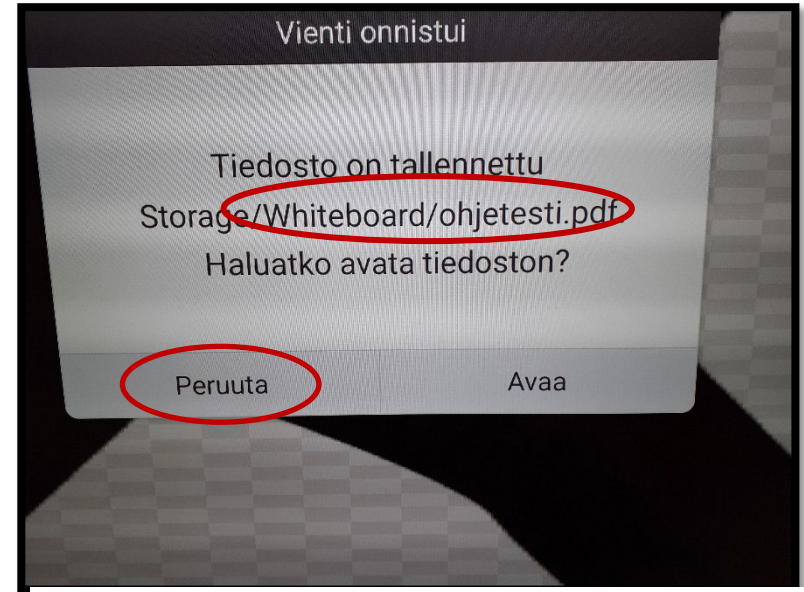 Vienti onnistui
Tiedosto on tallennettu
Storage/Whiteboard/ohjetesti.pdf.
Haluatko avata tiedoston?
Peruuta
Avaa